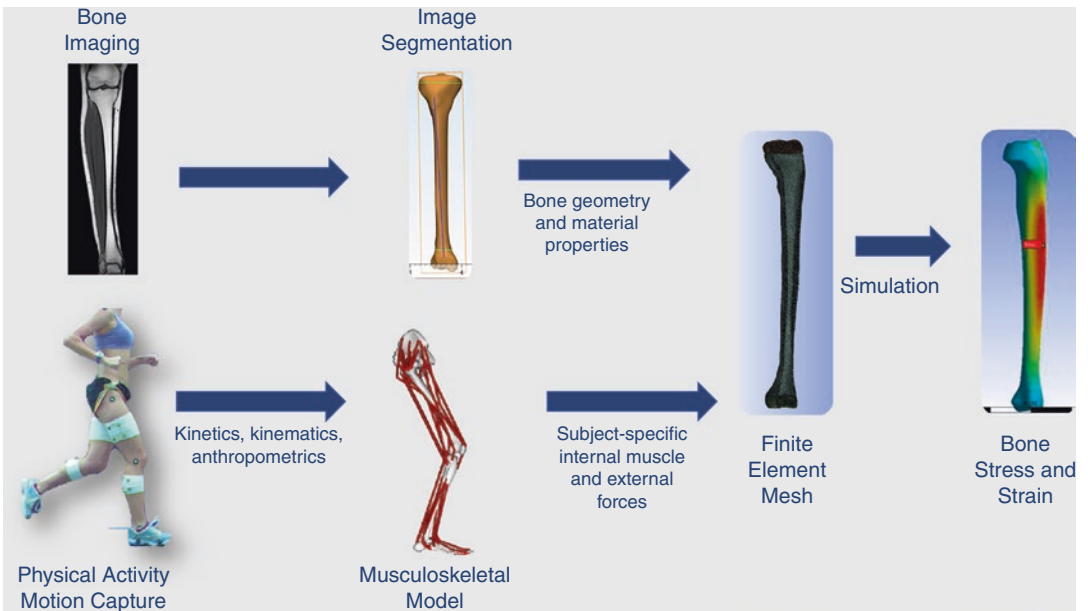 Bone
Imaging
Image
Segmentation
Bone geometry
and material
properties
Simulation
Kinetics, kinematics,
anthropometrics
Subject-specific
internal muscle
and external
forces
Finite
Element
Mesh
Bone
Stress and
Strain
Physical Activity
Motion Capture
Musculoskeletal
Model